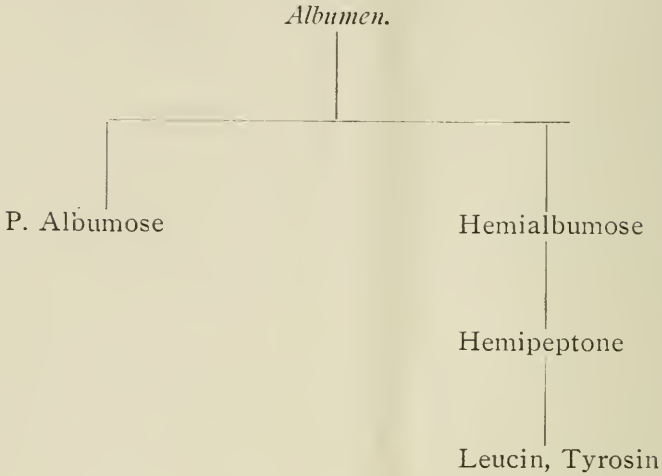 Albumen.
P. Albumose
Hemialbumose
Hemipeptone
Leucin, Tyrosin